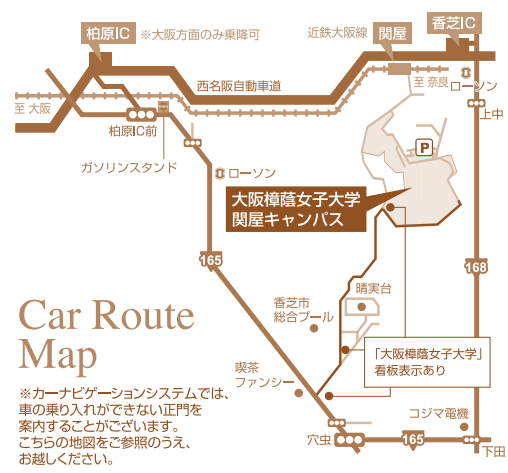 柏原IC
※大阪方面のみ乗降可
近鉄大阪線
関屋
香芝IC
至 大阪
西名阪自動車道
至 奈良
ローソン
上中
柏原IC前
ガソリンスタンド
ローソン
P
大阪樟蔭女子大学
関屋キャンパス
165
168
晴実台
香芝市
総合プール
Car Route
Map
「大阪樟蔭女子大学」
看板表示あり
喫茶
ファンシー
※カーナビゲーションシステムでは、
車の乗り入れができない正門を
案内することがございます。
こちらの地図をご参照のうえ、
お越しください。
コジマ電機
穴虫
165
下田